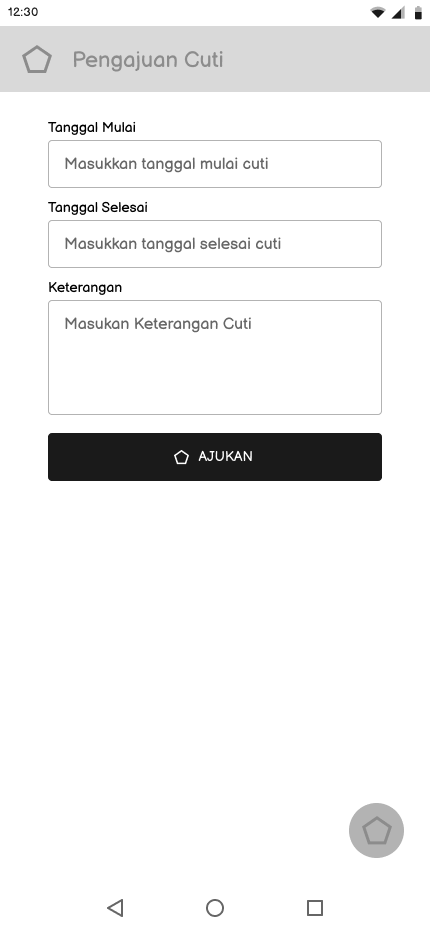 12:30
Pengajuan Cuti
Tanggal Mulai
Masukkan tanggal mulai cuti
Tanggal Selesai
Masukkan tanggal selesai cuti
Keterangan
Masukan Keterangan Cuti
AJUKAN